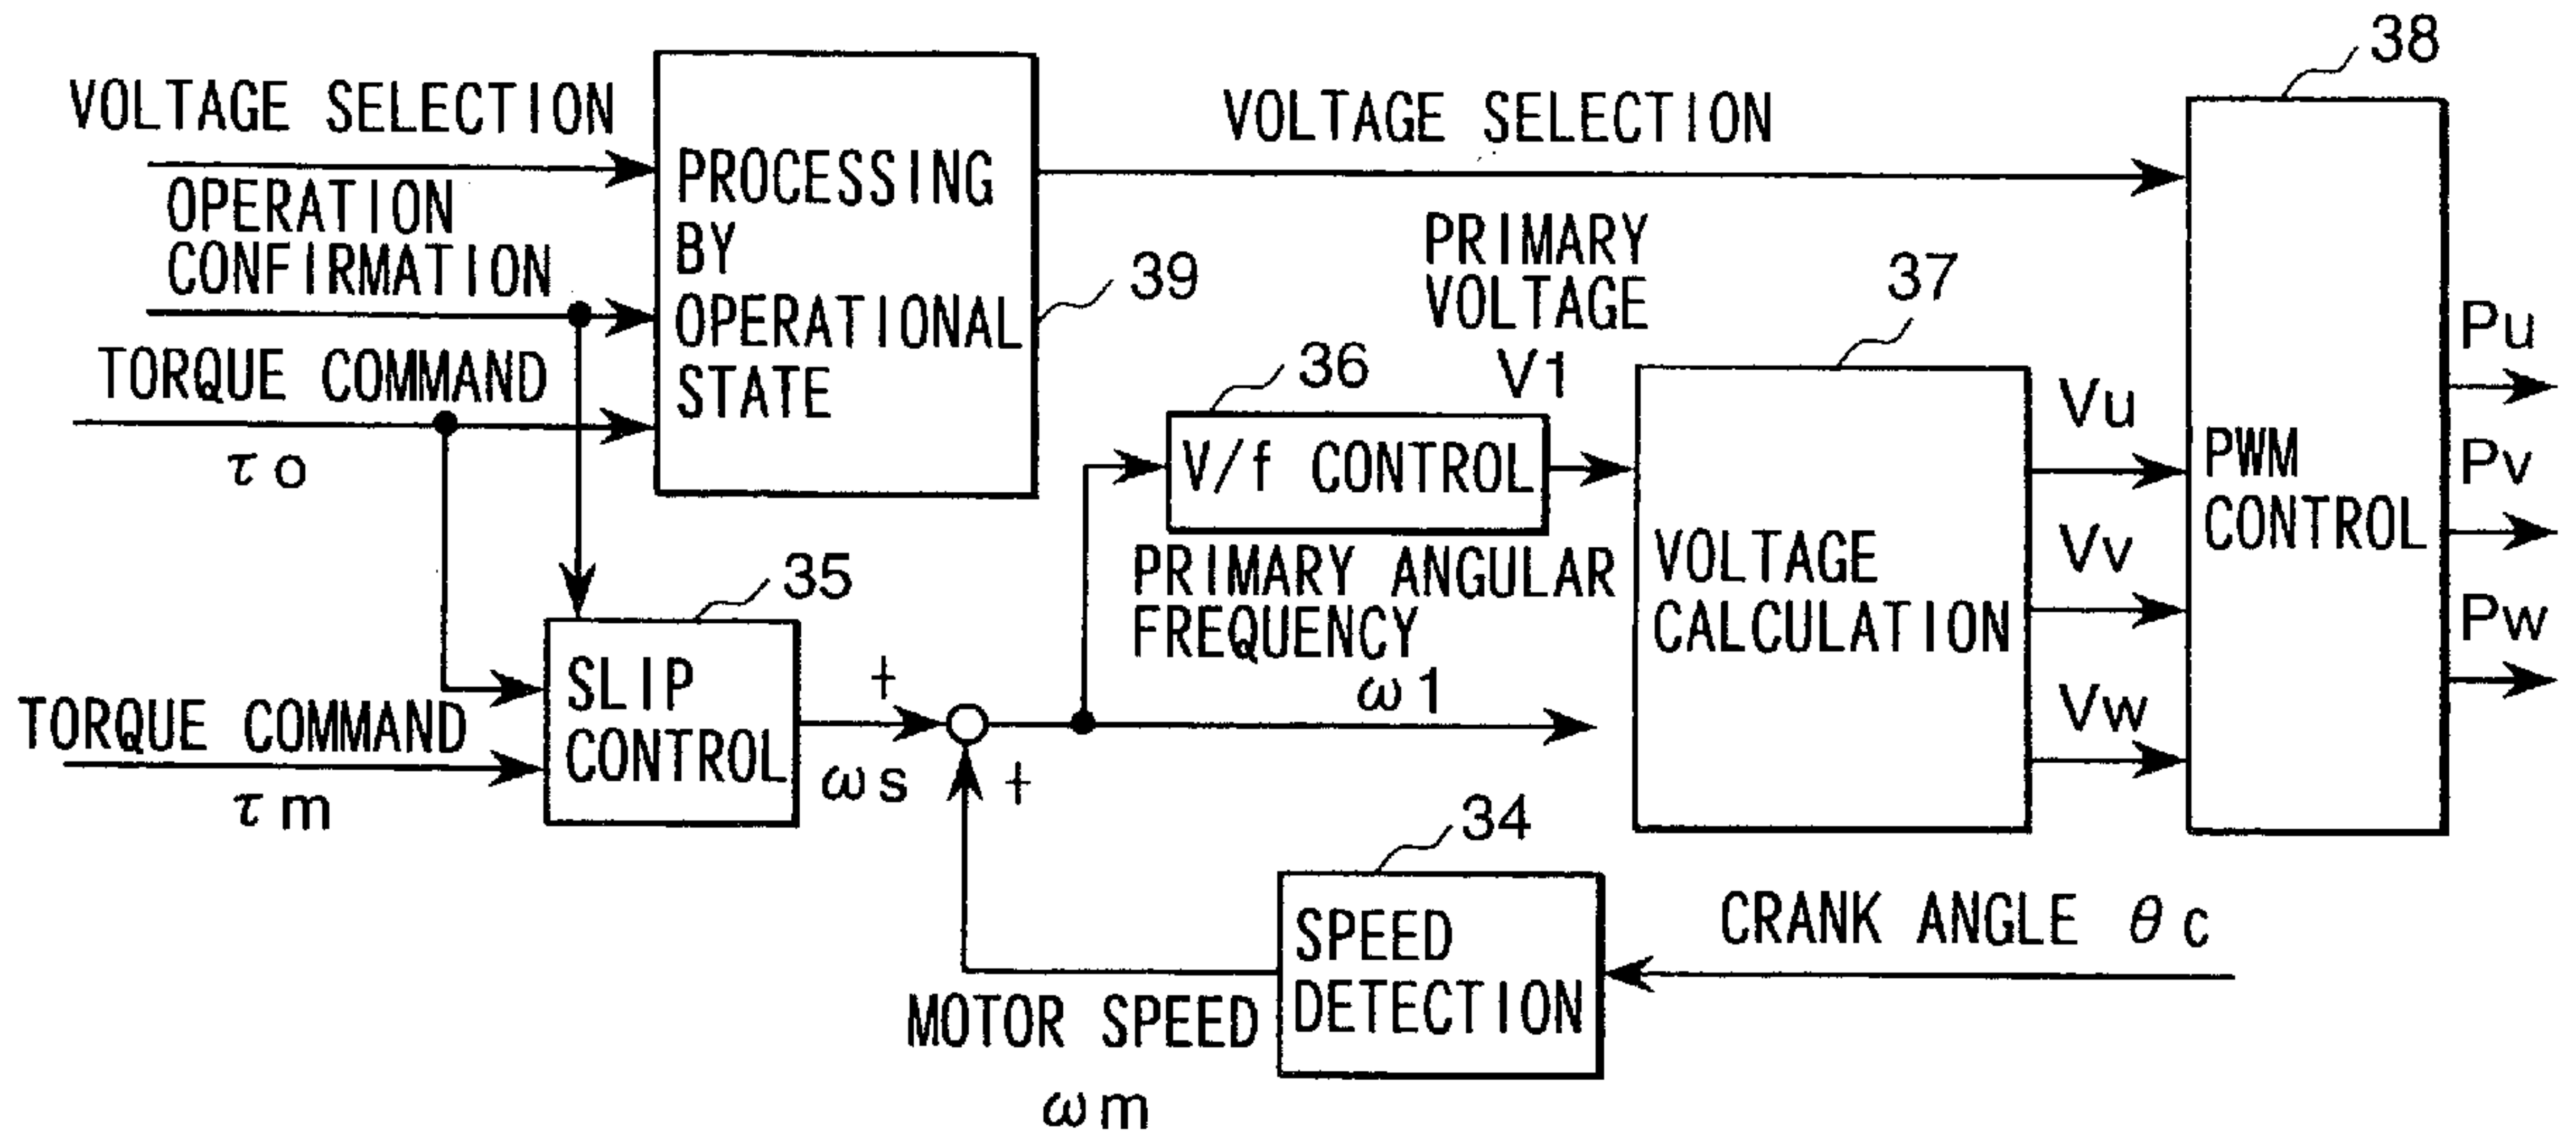 38
VOLTAGE SELECTION
VOLTAGE SELECTION
PROCESSING
BY
OPERATIONAL
STATE
39
OPERATION
CONFIRMATION
TORQUE COMMAND
τo
PRIMARY
VOLTAGE
V1
37
36
V/f CONTROL
PRIMARY ANGULAR
FREQUENCY
ω1
VOLTAGE
CALCULATION
Vu
Vv
Vw
PWM
CONTROL
Pu
Pv
Pw
35
SLIP
CONTROL
TORQUE COMMAND
τm
+
ωs
+
34
SPEED
DETECTION
CRANK ANGLE θc
MOTOR SPEED
ωm